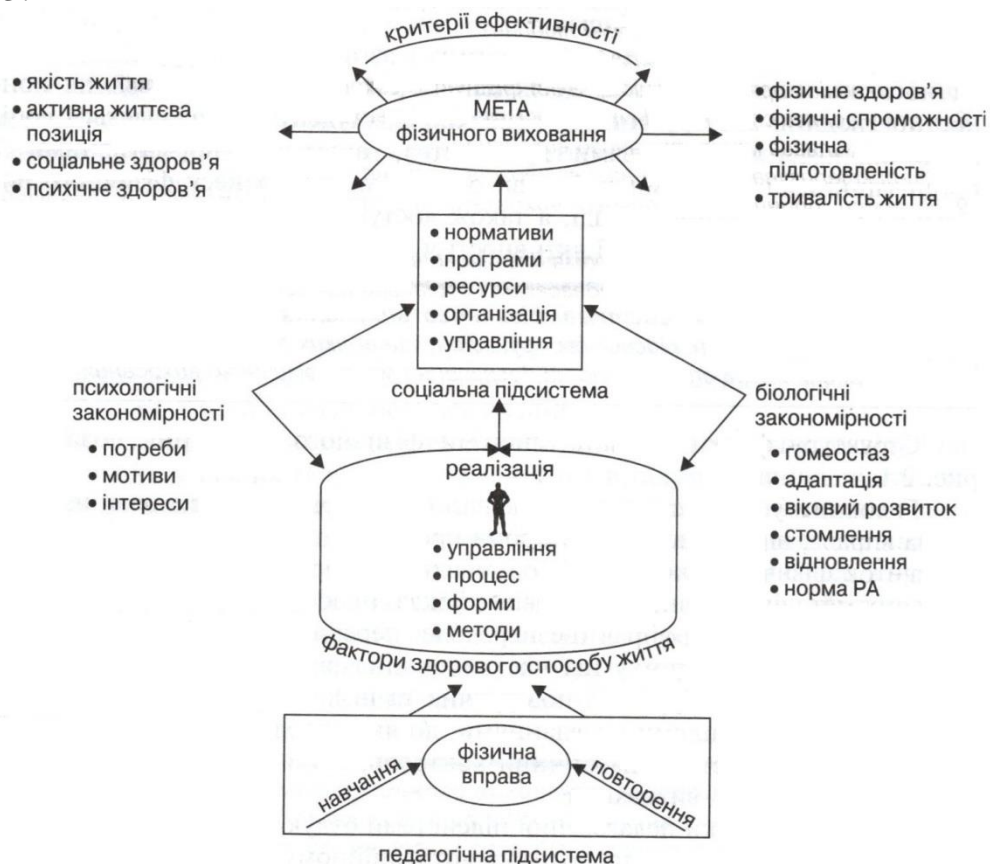 критерії ефективності
• якість життя
• активна життєва
позиція
• соціальне здоров'я
• психічне здоров'я
МЕТА
фізичного виховання
• фізичне здоров'я
• фізичні спроможності
• фізична
підготовленість
• тривалість життя
• нормативи
• програми
• ресурси
• організація
• управління
соціальна підсистема
психологічні
закономірності
• потреби
• мотиви
• інтереси
біологічні
закономірності
• гомеостаз
• адаптація
• віковий розвиток
• стомлення
• відновлення
• норма РА
реалізація
• управління
• процес
• форми
• методи
фактори здорового способу життя
фізична
вправа
навчання
повторення
педагогічна підсистема